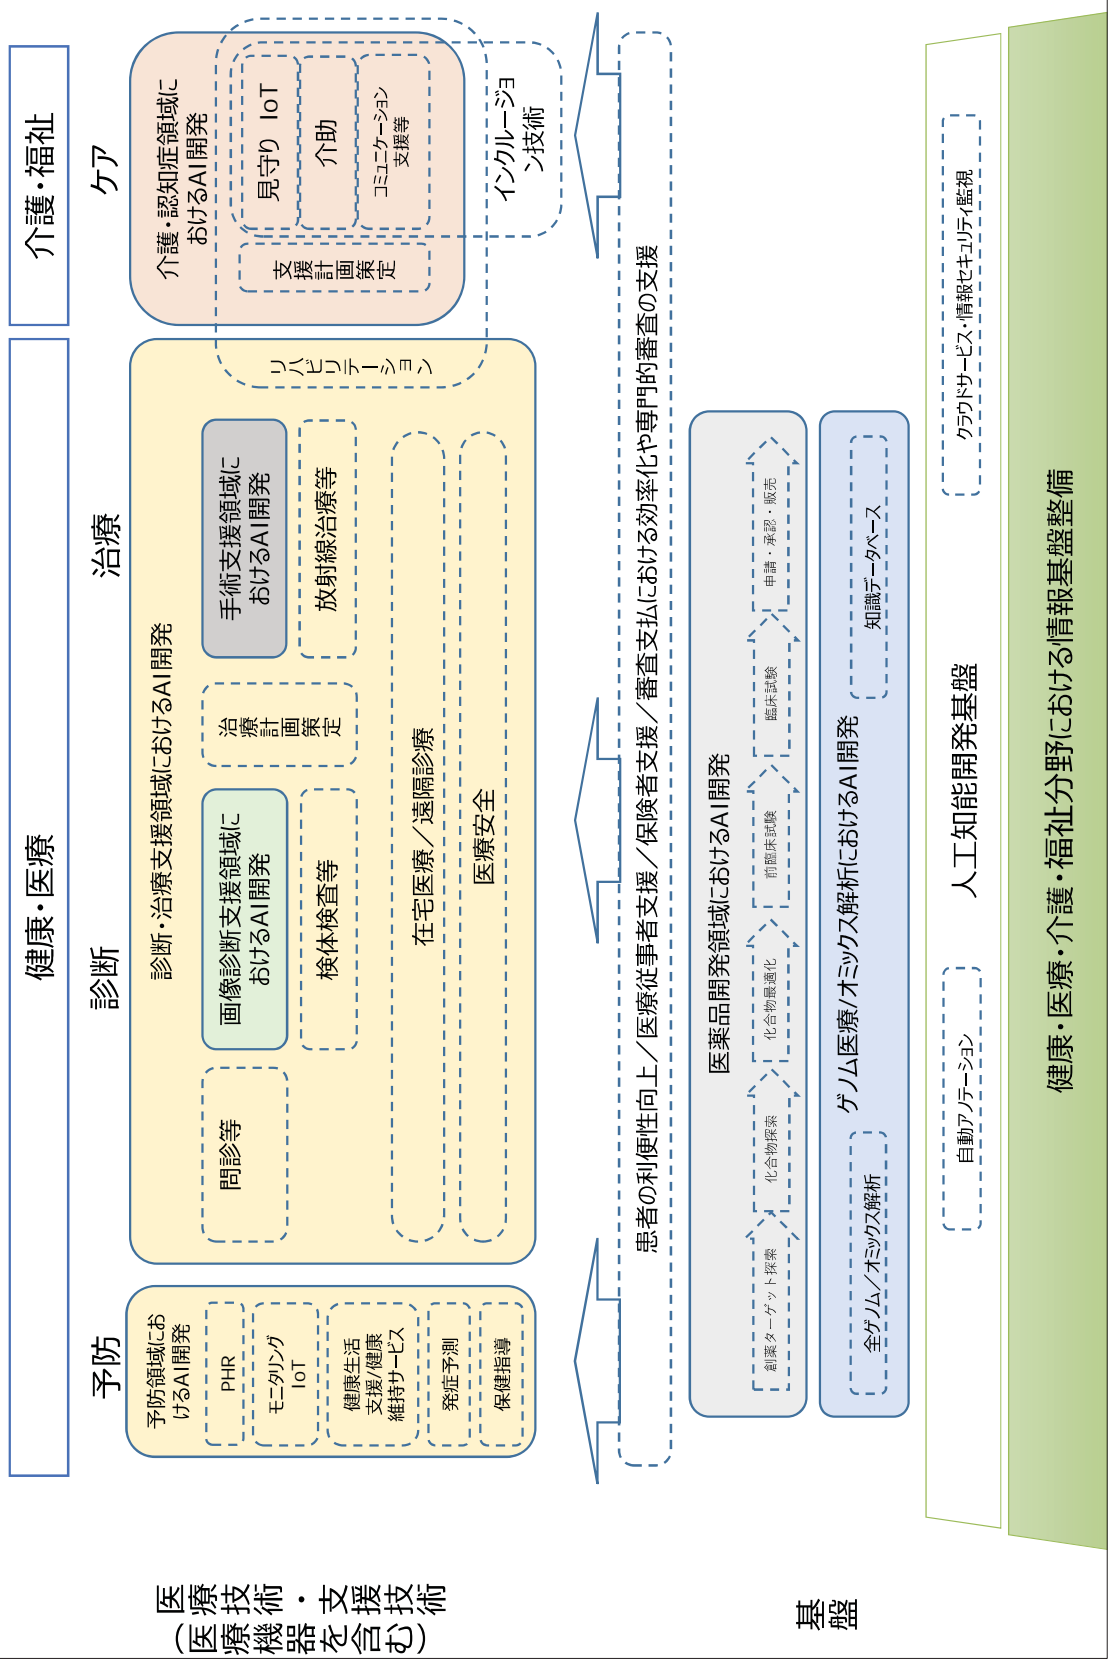 健康・医療
介護・福祉
予防
診断
治療
ケア
医療技術・支援技術
（医療機器を含む）
予防領域にお
けるAI開発
PHR
モニタリング
IoT
健康生活
支援/健康
維持サービス
発症予測
保健指導
診断・治療支援領域におけるAI開発
問診等
画像診断支援領域に
おけるAI開発
検体検査等
治療計画策定
手術支援領域に
おけるAI開発
放射線治療等
在宅医療／遠隔診療
医療安全
リハビリテーション
介護・認知症領域に
おけるAI開発
支援計画策定
見守り IoT
介助
コミュニケーション
支援等
インクルージョ
ン技術
患者の利便性向上／医療従事者支援／保険者支援／審査支払における効率化や専門的審査の支援
基盤
医薬品開発領域におけるAI開発
創薬ターゲット探索
化合物探索
化合物最適化
前臨床試験
臨床試験
申請・承認・販売
ゲノム医療/オミックス解析におけるAI開発
全ゲノム／オミックス解析
知識データベース
人工知能開発基盤
自動アノテーション
クラウドサービス・情報セキュリティ監視
健康・医療・介護・福祉分野における情報基盤整備